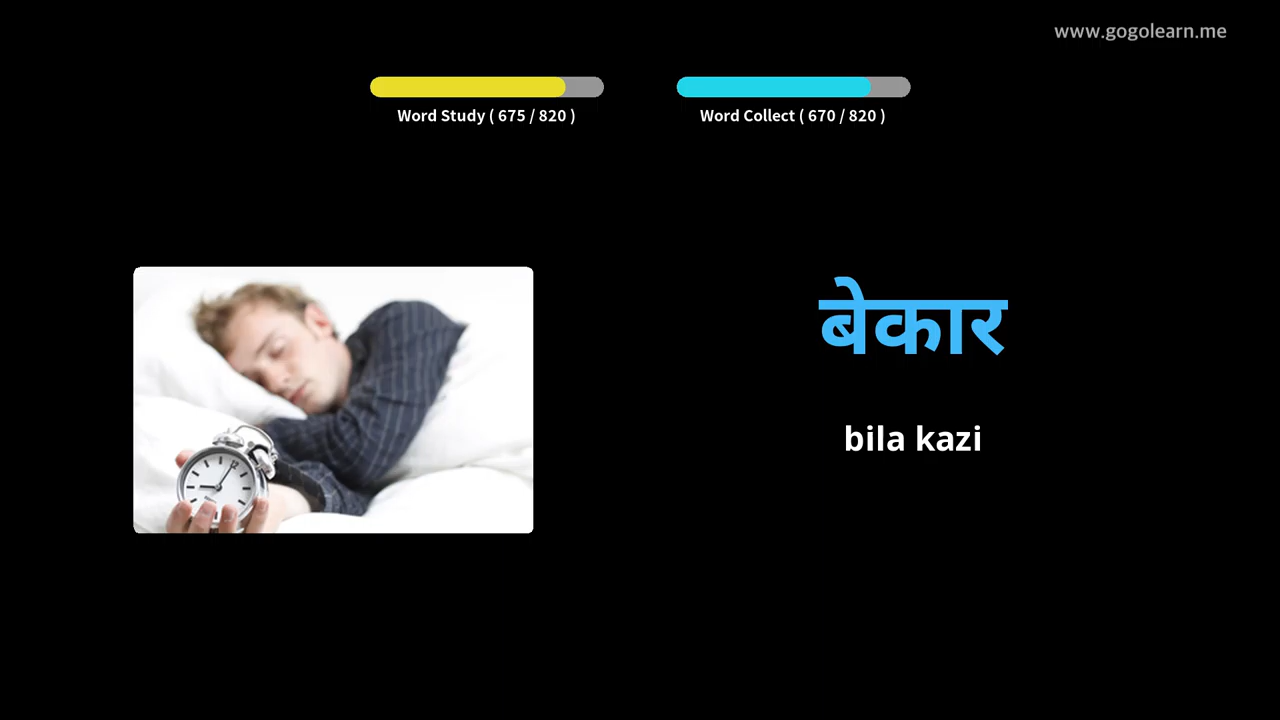 www.gogolearn.me
Word Study ( 675 / 820 )
Word Collect ( 670 / 820 )
बेकार
bila kazi